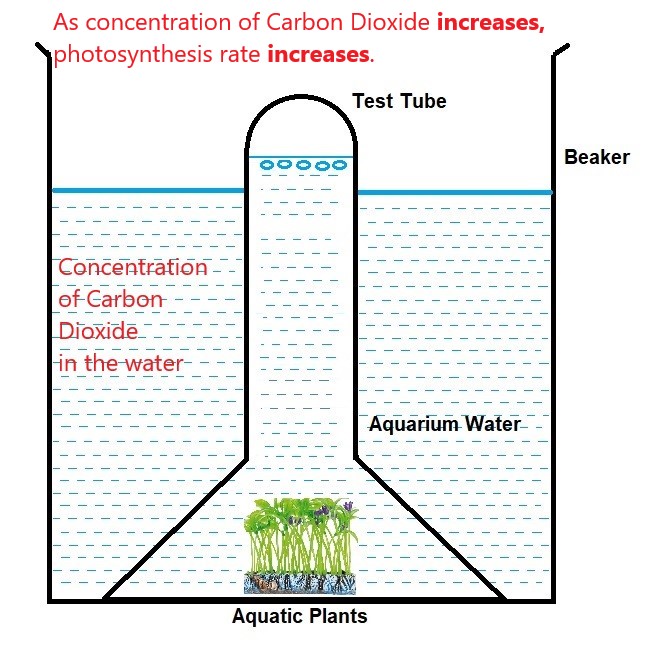 As concentration of Carbon Dioxide increases,
photosynthesis rate increases.
Test Tube
Beaker
Concentration
of Carbon
Dioxide
in the water
Aquarium Water
Aquatic Plants